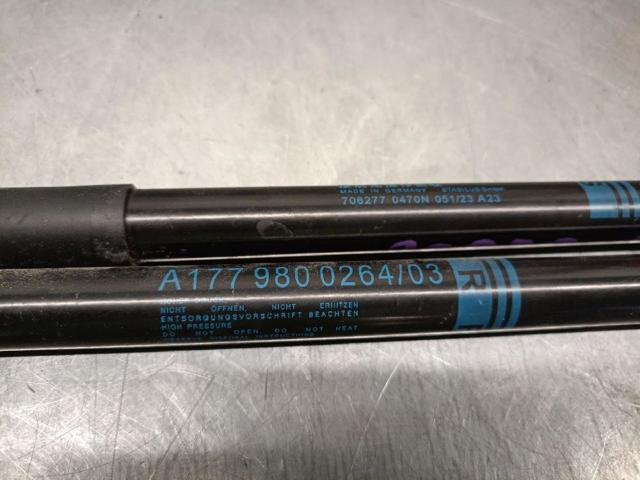 MADE IN GERMANY STABILUS-GMBH
706277 0470N 051/23 A23
A177 980 0264/03
R
NICHT ÖFFNEN, NICHT ERHITZEN
ENTSORGUNGSVORSCHRIFT BEACHTEN
HIGH PRESSURE
DO NOT OPEN, DO NOT HEAT